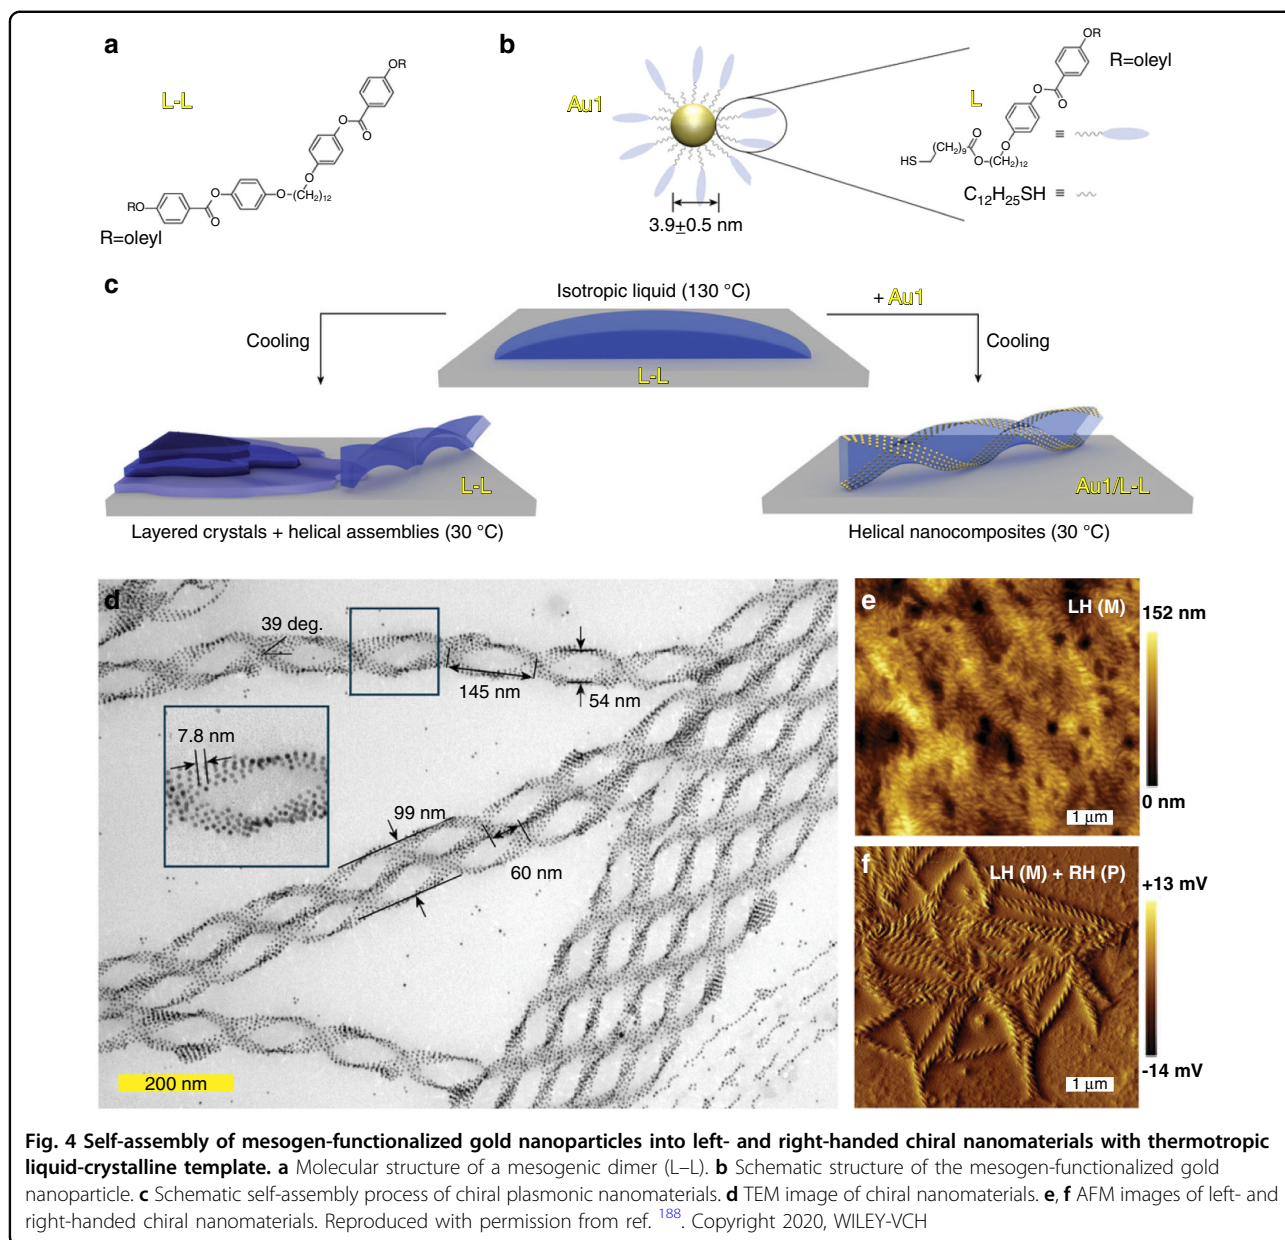 a
L-L
OR
O
O
O
O
O
O-(CH₂)₁₂
O
RO
R=oleyl
b
Au1
3.9±0.5 nm
L
OR
R=oleyl
O
O
O
(CH₂)₉
O
HS
O
(CH₂)₁₂
≡
C₁₂H₂₅SH ≡
c
Isotropic liquid (130 °C)
+ Au1
Cooling
Cooling
L-L
L-L
Au1/L-L
Layered crystals + helical assemblies (30 °C)
Helical nanocomposites (30 °C)
d
39 deg.
145 nm
54 nm
7.8 nm
99 nm
60 nm
200 nm
e
LH (M)
152 nm
0 nm
1 μm
f
LH (M) + RH (P)
+13 mV
-14 mV
1 μm
Fig. 4 Self-assembly of mesogen-functionalized gold nanoparticles into left- and right-handed chiral nanomaterials with thermotropic
liquid-crystalline template. a Molecular structure of a mesogenic dimer (L–L). b Schematic structure of the mesogen-functionalized gold
nanoparticle. c Schematic self-assembly process of chiral plasmonic nanomaterials. d TEM image of chiral nanomaterials. e, f AFM images of left- and
right-handed chiral nanomaterials. Reproduced with permission from ref. 188. Copyright 2020, WILEY-VCH